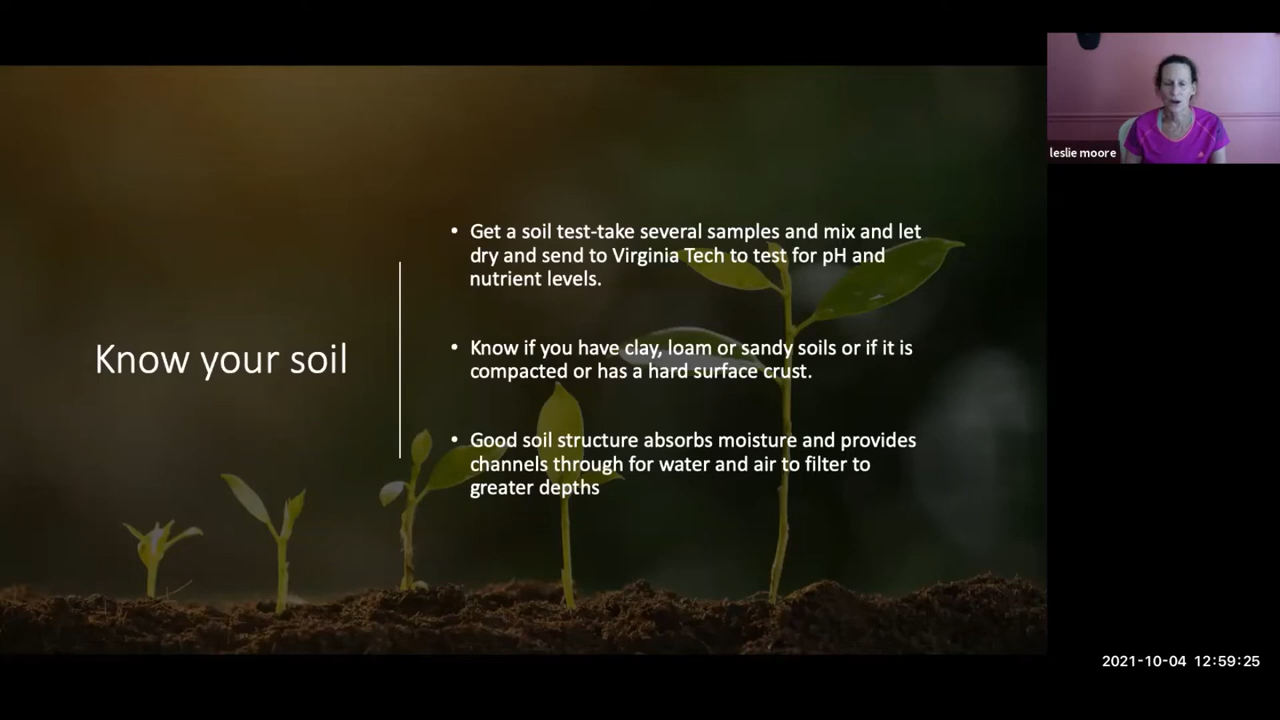 Know your soil
• Get a soil test-take several samples and mix and let
dry and send to Virginia Tech to test for pH and
nutrient levels.
• Know if you have clay, loam or sandy soils or if it is
compacted or has a hard surface crust.
• Good soil structure absorbs moisture and provides
channels through for water and air to filter to
greater depths
leslie moore
2021-10-04 12:59:25